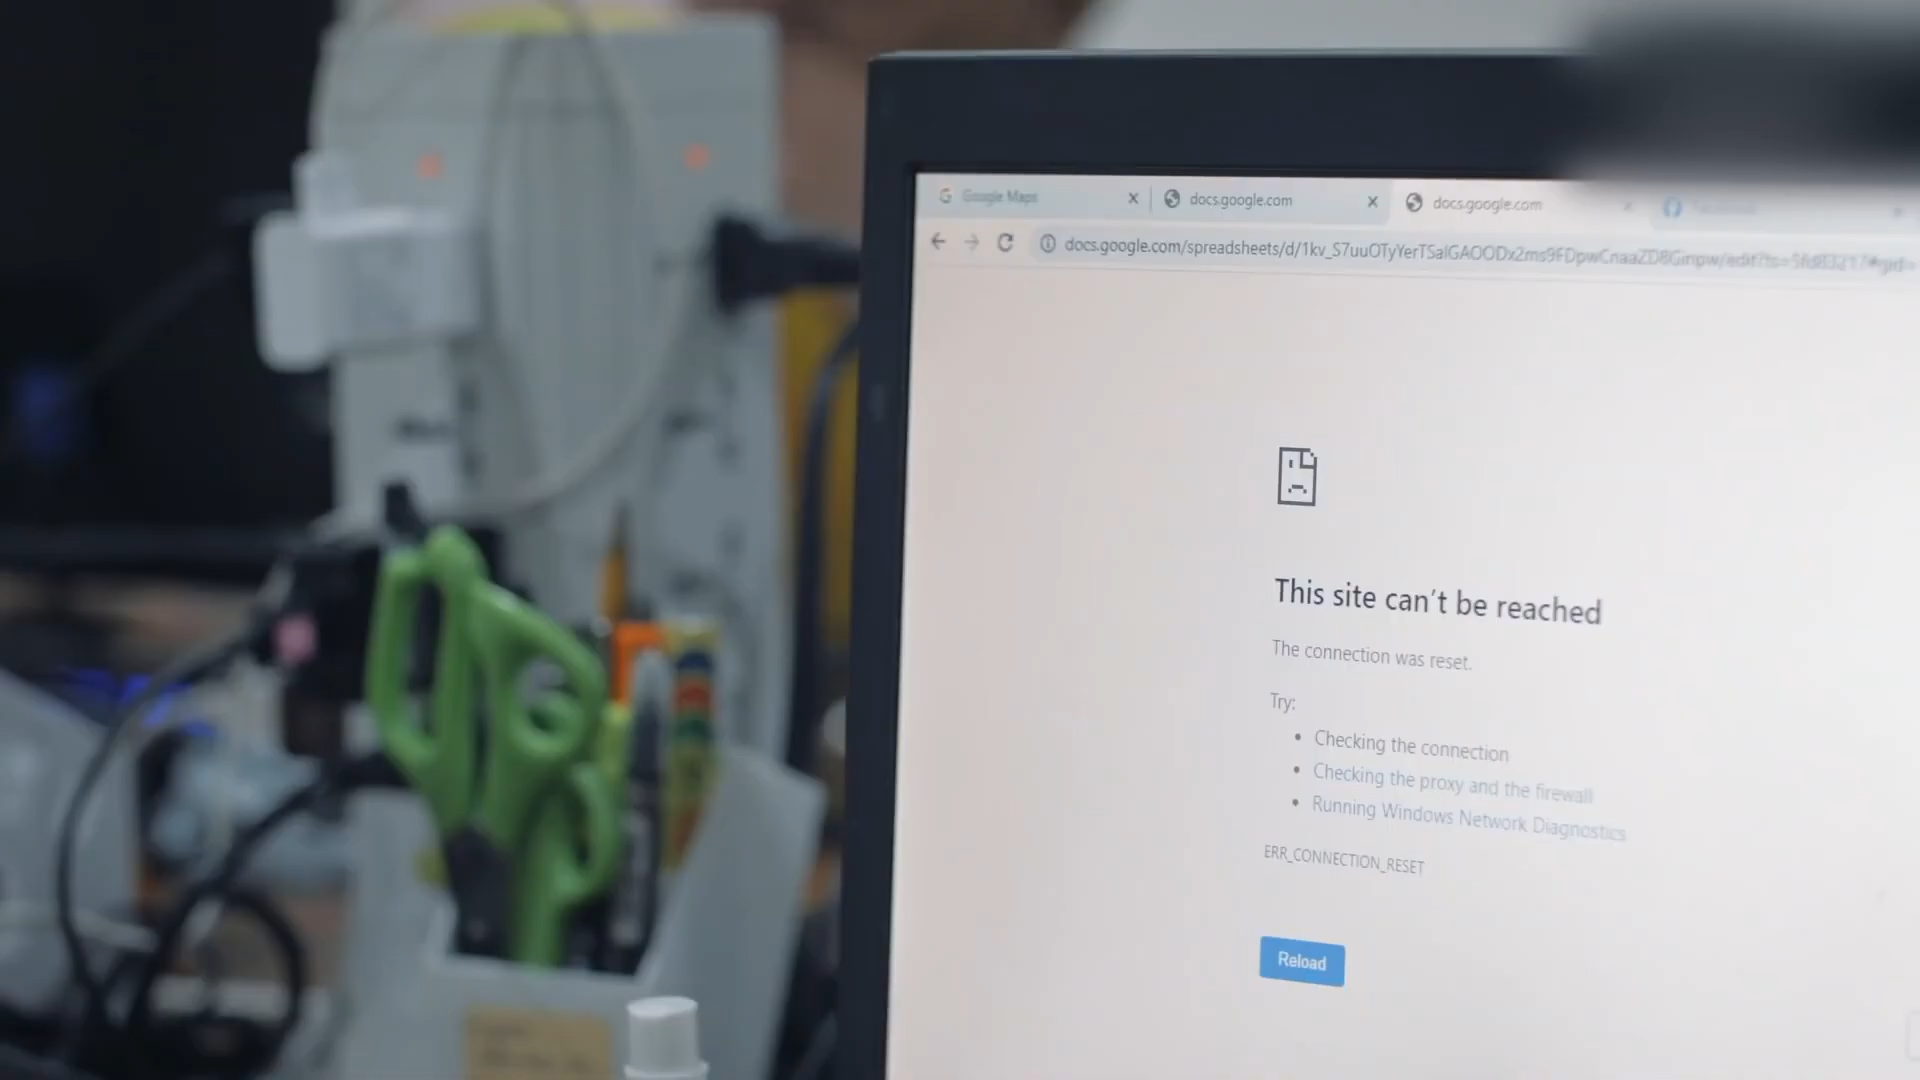 Google Maps
docs.google.com
docs.google.com
This site can't be reached
The connection was reset.
Try:
• Checking the connection
• Checking the proxy and the firewall
• Running Windows Network Diagnostics
ERR_CONNECTION_RESET
Reload